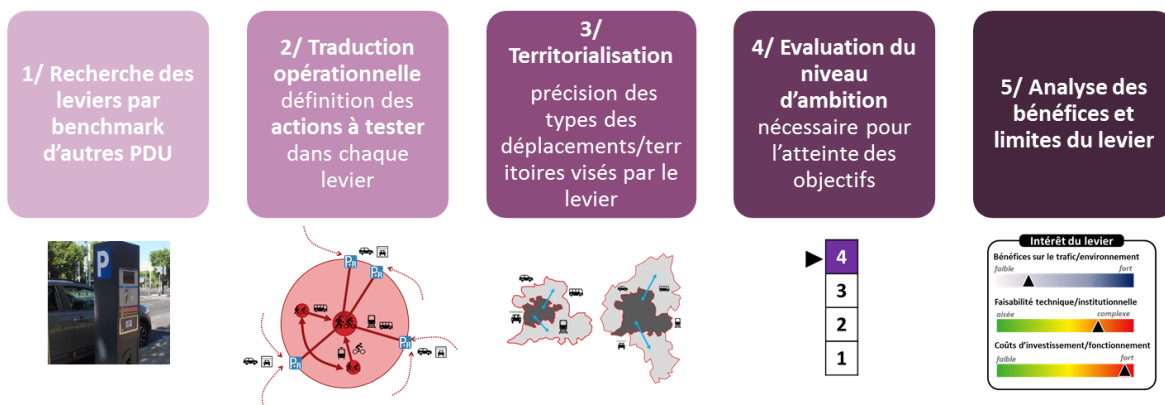 1/ Recherche des
leviers par
benchmark
d'autres PDU
2/ Traduction
opérationnelle
définition des
actions à tester
dans chaque
levier
3/
Territorialisation
précision des
types des
déplacements/terr
itoires visés par le
levier
4/ Evaluation du
niveau
d'ambition
nécessaire pour
l'atteinte des
objectifs
5/ Analyse des
bénéfices et
limites du levier
P
P+R
P+R
P+R
P+R
4
3
2
1
Intérêt du levier
Bénéfices sur le trafic/environnement
faible fort
Faisabilité technique/institutionnelle
aisée complexe
Coûts d'investissement/fonctionnement
faible fort